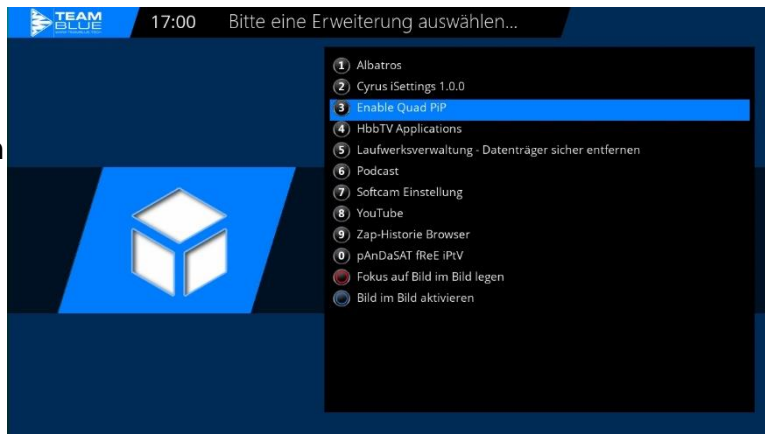 TEAM
BLUE
17:00
Bitte eine Erweiterung auswählen...
1 Albatros
2 Cyrus iSettings 1.0.0
3 Enable Quad PiP
4 HbbTV Applications
5 Laufwerksverwaltung - Datenträger sicher entfernen
6 Podcast
7 Softcam Einstellung
8 YouTube
9 Zap-Historie Browser
0 pAnDaSAT fReE iPtV
Fokus auf Bild im Bild legen
Bild im Bild aktivieren